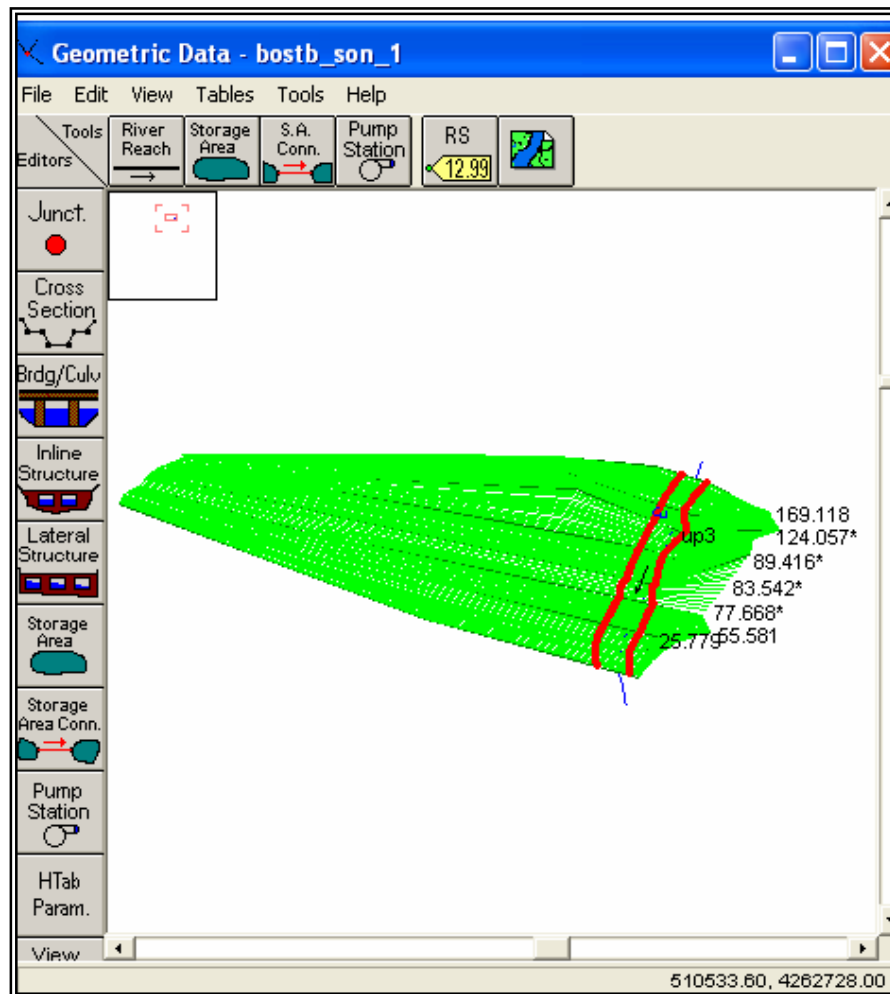 Geometric Data - bostb_son_1
File Edit View Tables Tools Help
Tools
Editors
River
Reach
Storage
Area
S.A.
Conn.
Pump
Station
RS
12.99
Junct.
Cross
Section
Brdg/Culv
Inline
Structure
Lateral
Structure
Storage
Area
Storage
Area Conn.
Pump
Station
HTab
Param.
View
up3
169.118
124.057*
89.416*
83.542*
77.668*
55.581
25.779
510533.60, 4262728.00